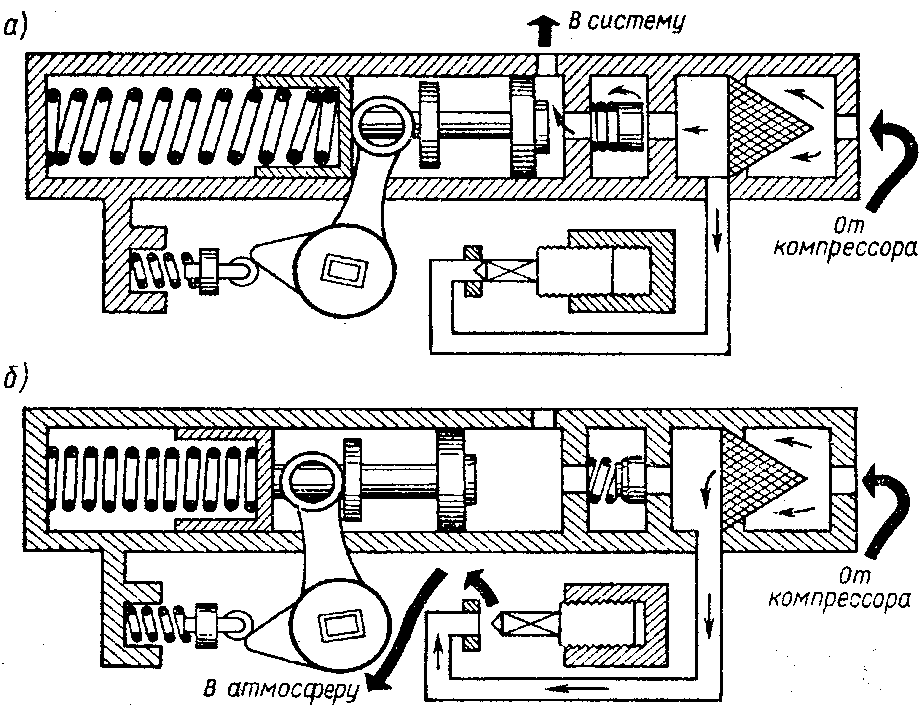 а)
В систему
От
компрессора
б)
От
компрессора
В атмосферу